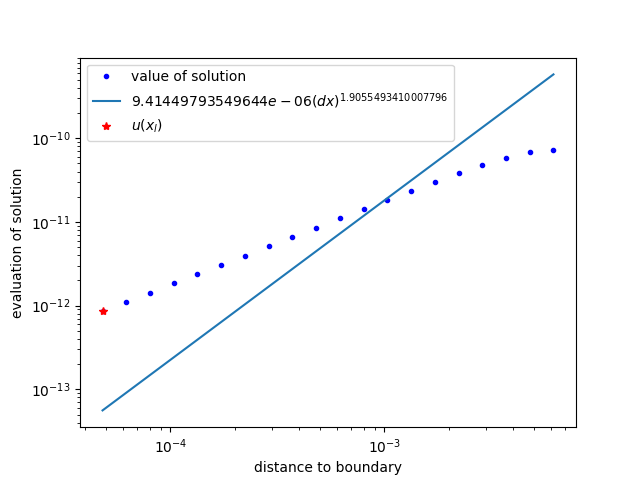 value of solution
9.41449793549644e − 06(dx)^1.9055493410007796
u(x_l)
10^−10
10^−11
10^−12
10^−13
evaluation of solution
10^−4
10^−3
distance to boundary